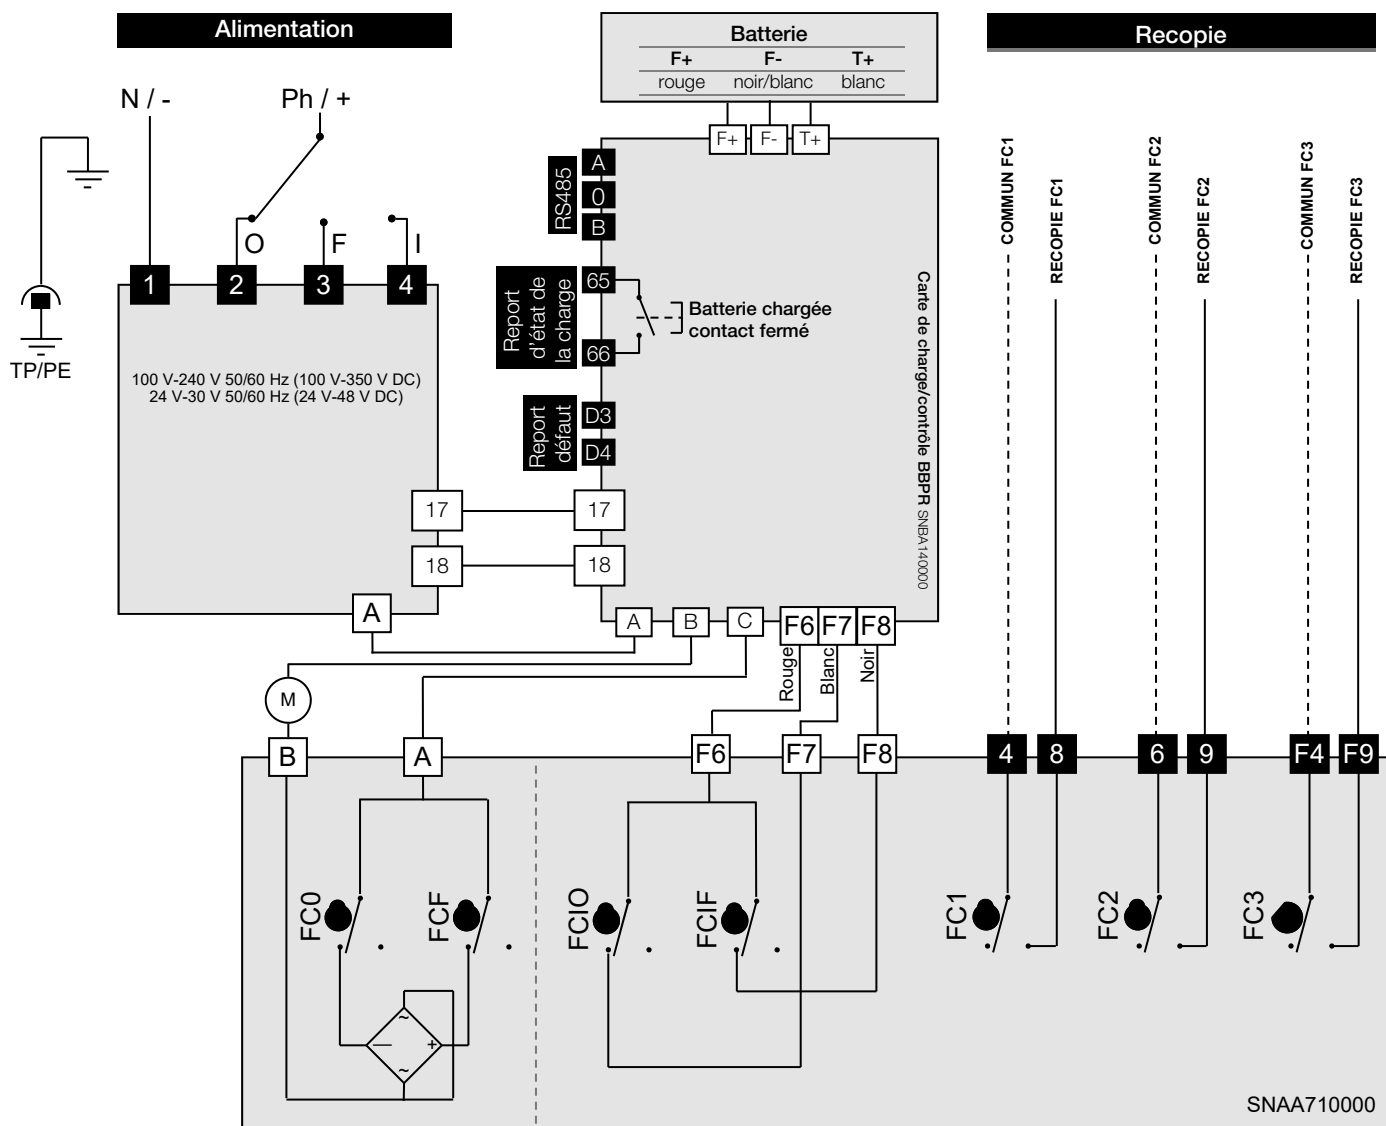 Alimentation
Batterie
F+ F- T+
rouge noir/blanc blanc
Recopie
N / -
Ph / +
F+ F- T+
TP/PE
O
F
I
1
2
3
4
100 V-240 V 50/60 Hz (100 V-350 V DC)
24 V-30 V 50/60 Hz (24 V-48 V DC)
17
18
A
RS485
A
0
B
Report
d'état de
la charge
65
66
Batterie chargée
contact fermé
Report
défaut
D3
D4
17
18
Carte de charge/contrôle BBPR SNBA140000
A
B
C
F6
F7
F8
Rouge
Blanc
Noir
COMMUN FC1
RECOPIE FC1
COMMUN FC2
RECOPIE FC2
COMMUN FC3
RECOPIE FC3
M
B
A
F6
F7
F8
4
8
6
9
F4
F9
FC0
FCF
FCIO
FCIF
FC1
FC2
FC3
~
—
+
~
SNAA710000